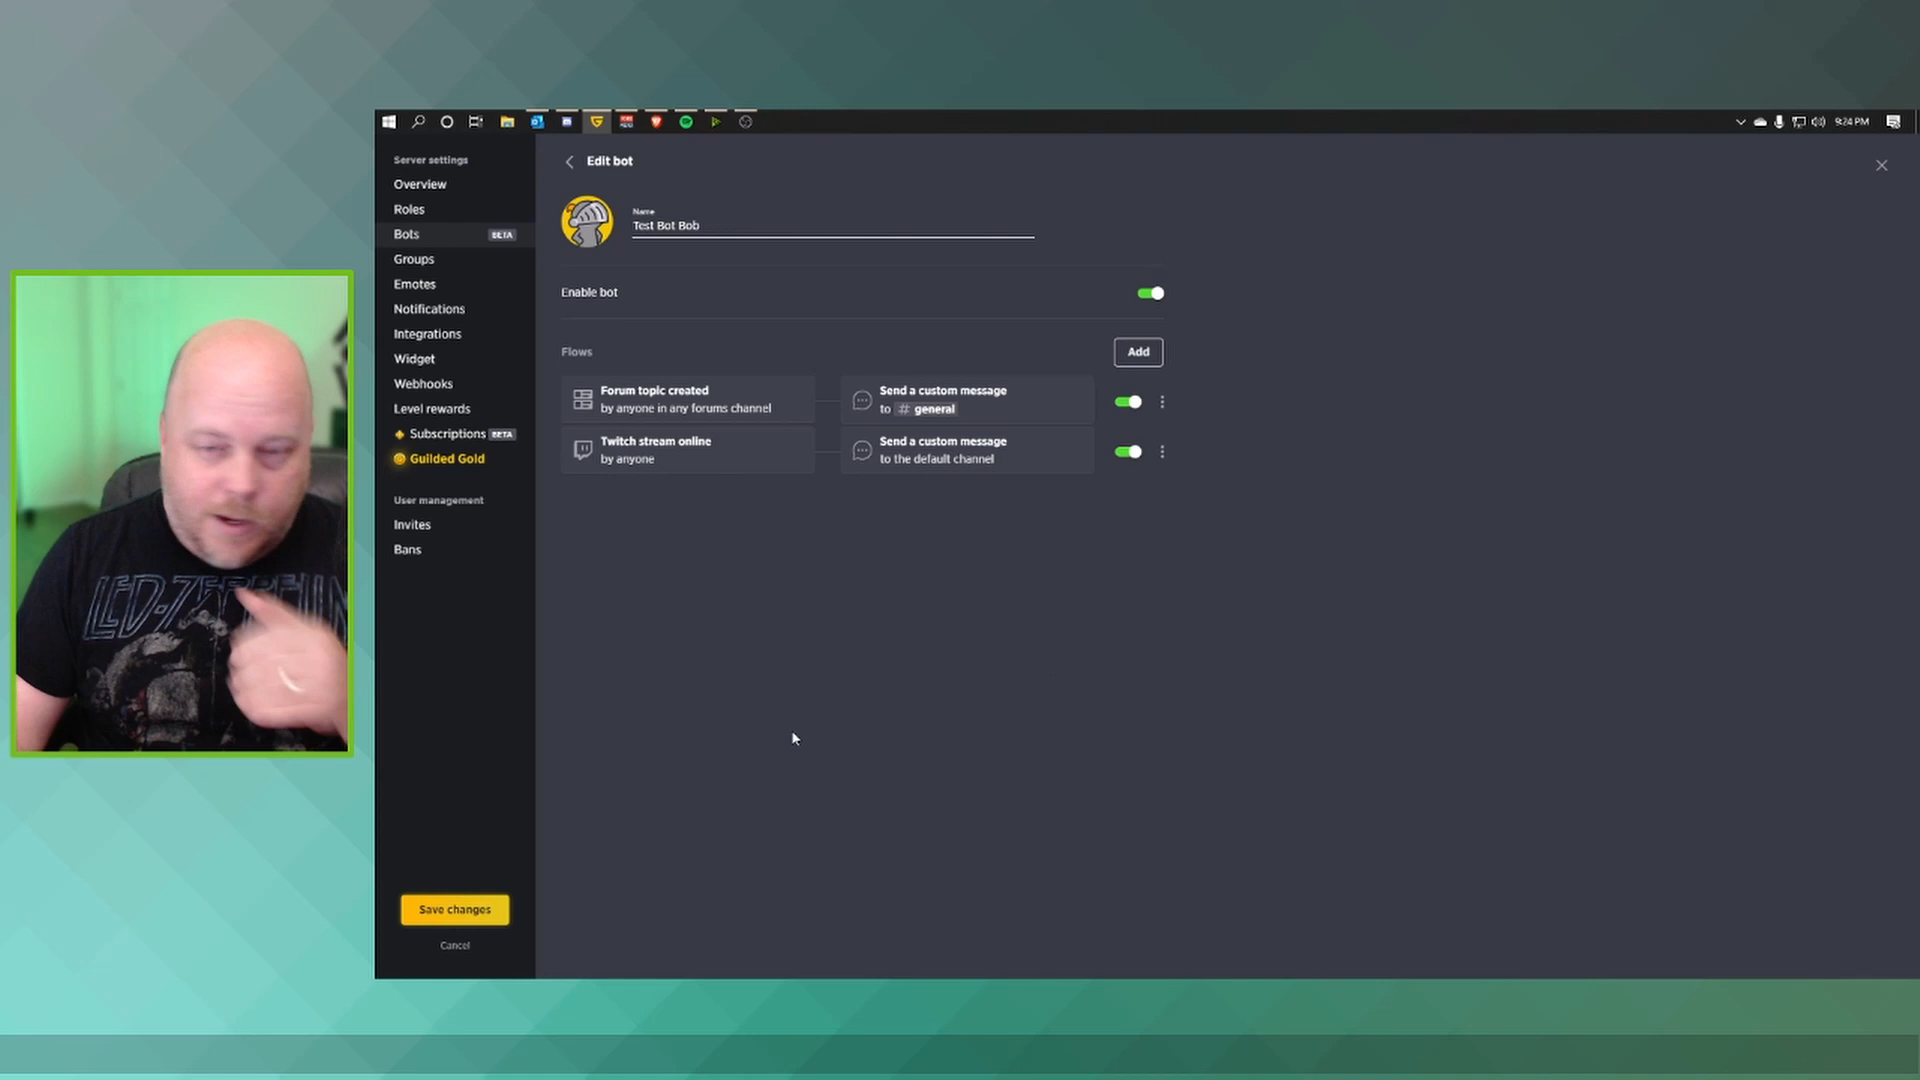 9:24 PM
Server settings
Overview
Roles
Bots BETA
Groups
Emotes
Notifications
Integrations
Widget
Webhooks
Level rewards
Subscriptions BETA
Guilded Gold
User management
Invites
Bans
Save changes
Cancel
Edit bot
Name
Test Bot Bob
Enable bot
Flows
Add
Forum topic created
by anyone in any forums channel
Send a custom message
to # general
Twitch stream online
by anyone
Send a custom message
to the default channel
LED-ZEPPELIN